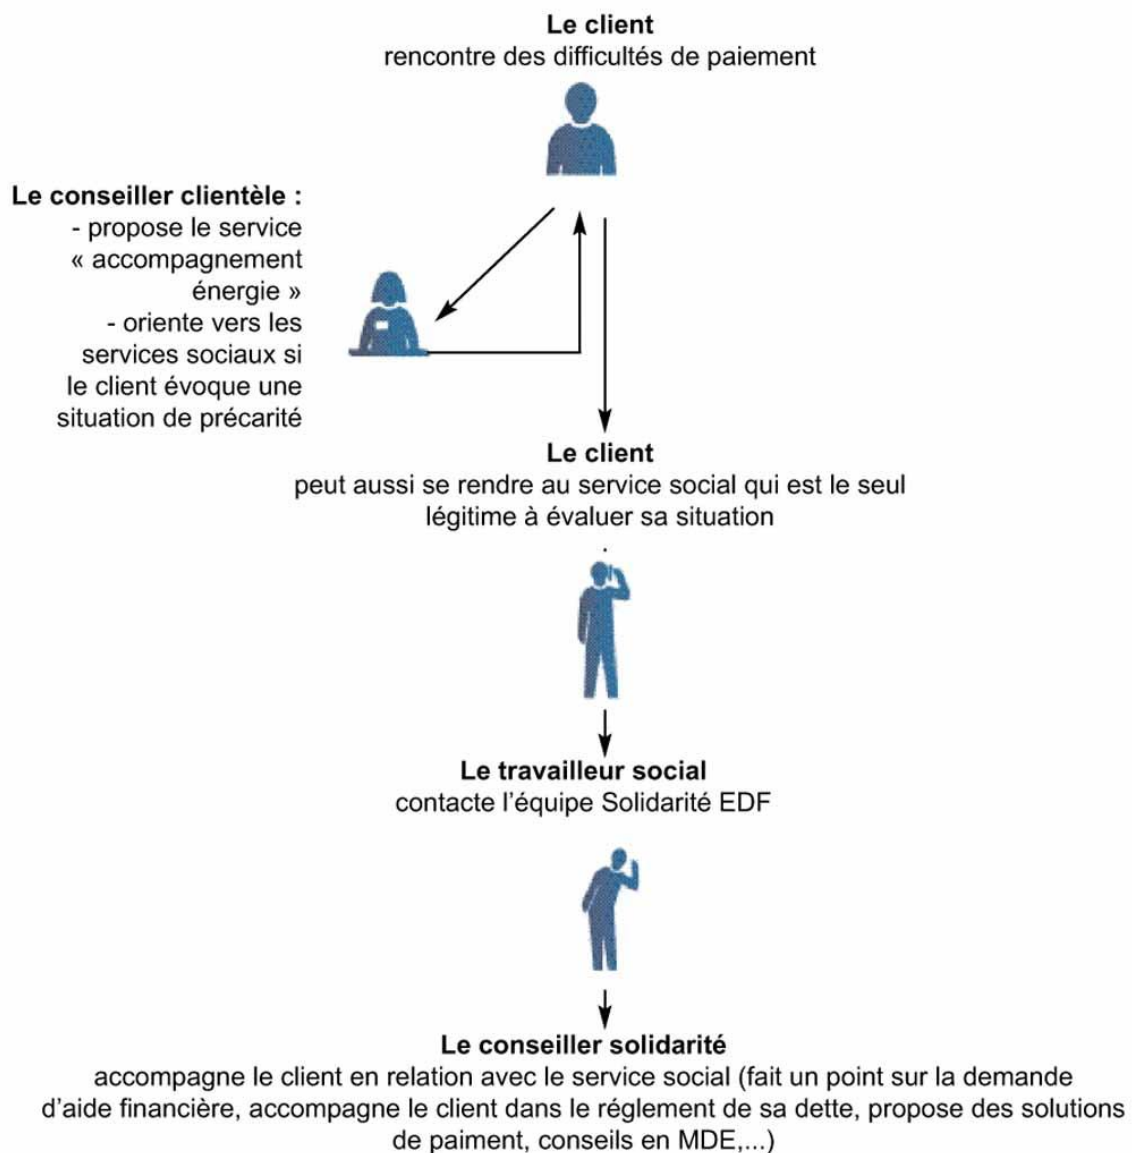 Le client
rencontre des difficultés de paiement
Le conseiller clientèle :
- propose le service
« accompagnement
énergie »
- oriente vers les
services sociaux si
le client évoque une
situation de précarité
Le client
peut aussi se rendre au service social qui est le seul
légitime à évaluer sa situation
.
Le travailleur social
contacte l'équipe Solidarité EDF
Le conseiller solidarité
accompagne le client en relation avec le service social (fait un point sur la demande
d'aide financière, accompagne le client dans le réglement de sa dette, propose des solutions
de paiment, conseils en MDE,...)